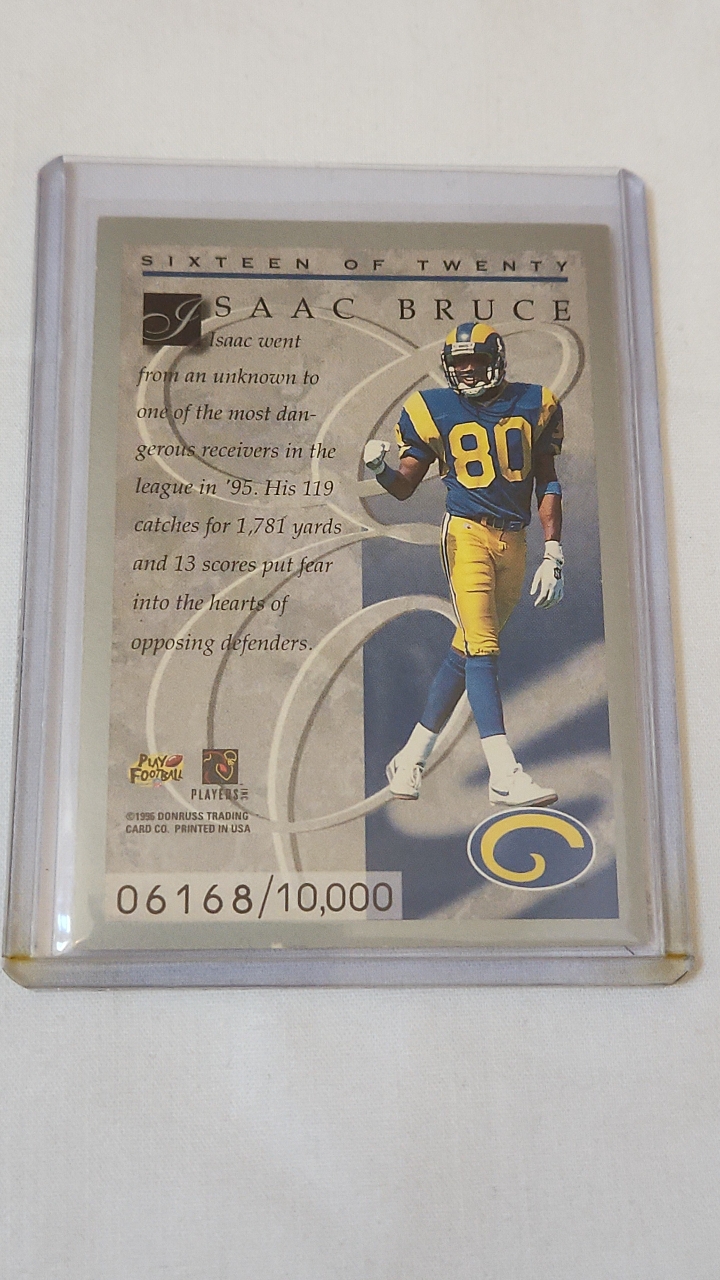 SIXTEEN OF TWENTY
ISAAC BRUCE
Isaac went
from an unknown to
one of the most dan-
gerous receivers in the
league in '95. His 119
catches for 1,781 yards
and 13 scores put fear
into the hearts of
opposing defenders.
80
PLAY
FOOTBALL
PLAYERS INC
©1996 DONRUSS TRADING
CARD CO. PRINTED IN USA
06168/10,000